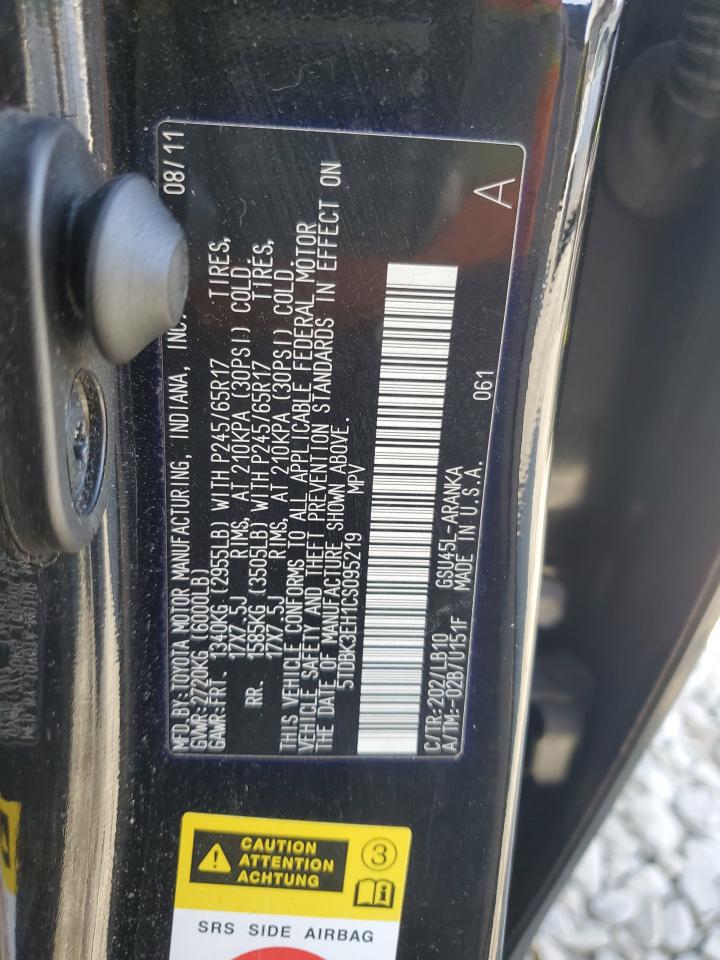 MFD.BY:TOYOTA MOTOR MANUFACTURING, INDIANA, INC. 08/11
GVWR:2720KG (6000LB)
GAWR:FRT. 1340KG (2955LB) WITH P245/65R17 TIRES,
17X7.5J RIMS, AT 210KPA (30PSI) COLD.
RR. 1585KG (3505LB) WITH P245/65R17 TIRES,
17X7.5J RIMS, AT 210KPA (30PSI) COLD.
THIS VEHICLE CONFORMS TO ALL APPLICABLE FEDERAL MOTOR
VEHICLE SAFETY AND THEFT PREVENTION STANDARDS IN EFFECT ON
THE DATE OF MANUFACTURE SHOWN ABOVE.
5TDBK3EH1CS095219 MPV
C/TR:202/LB10 GSU45L-ARANKA 061 A
A/TM:-02B/U151F MADE IN U.S.A.
CAUTION
ATTENTION
ACHTUNG
3
SRS SIDE AIRBAG